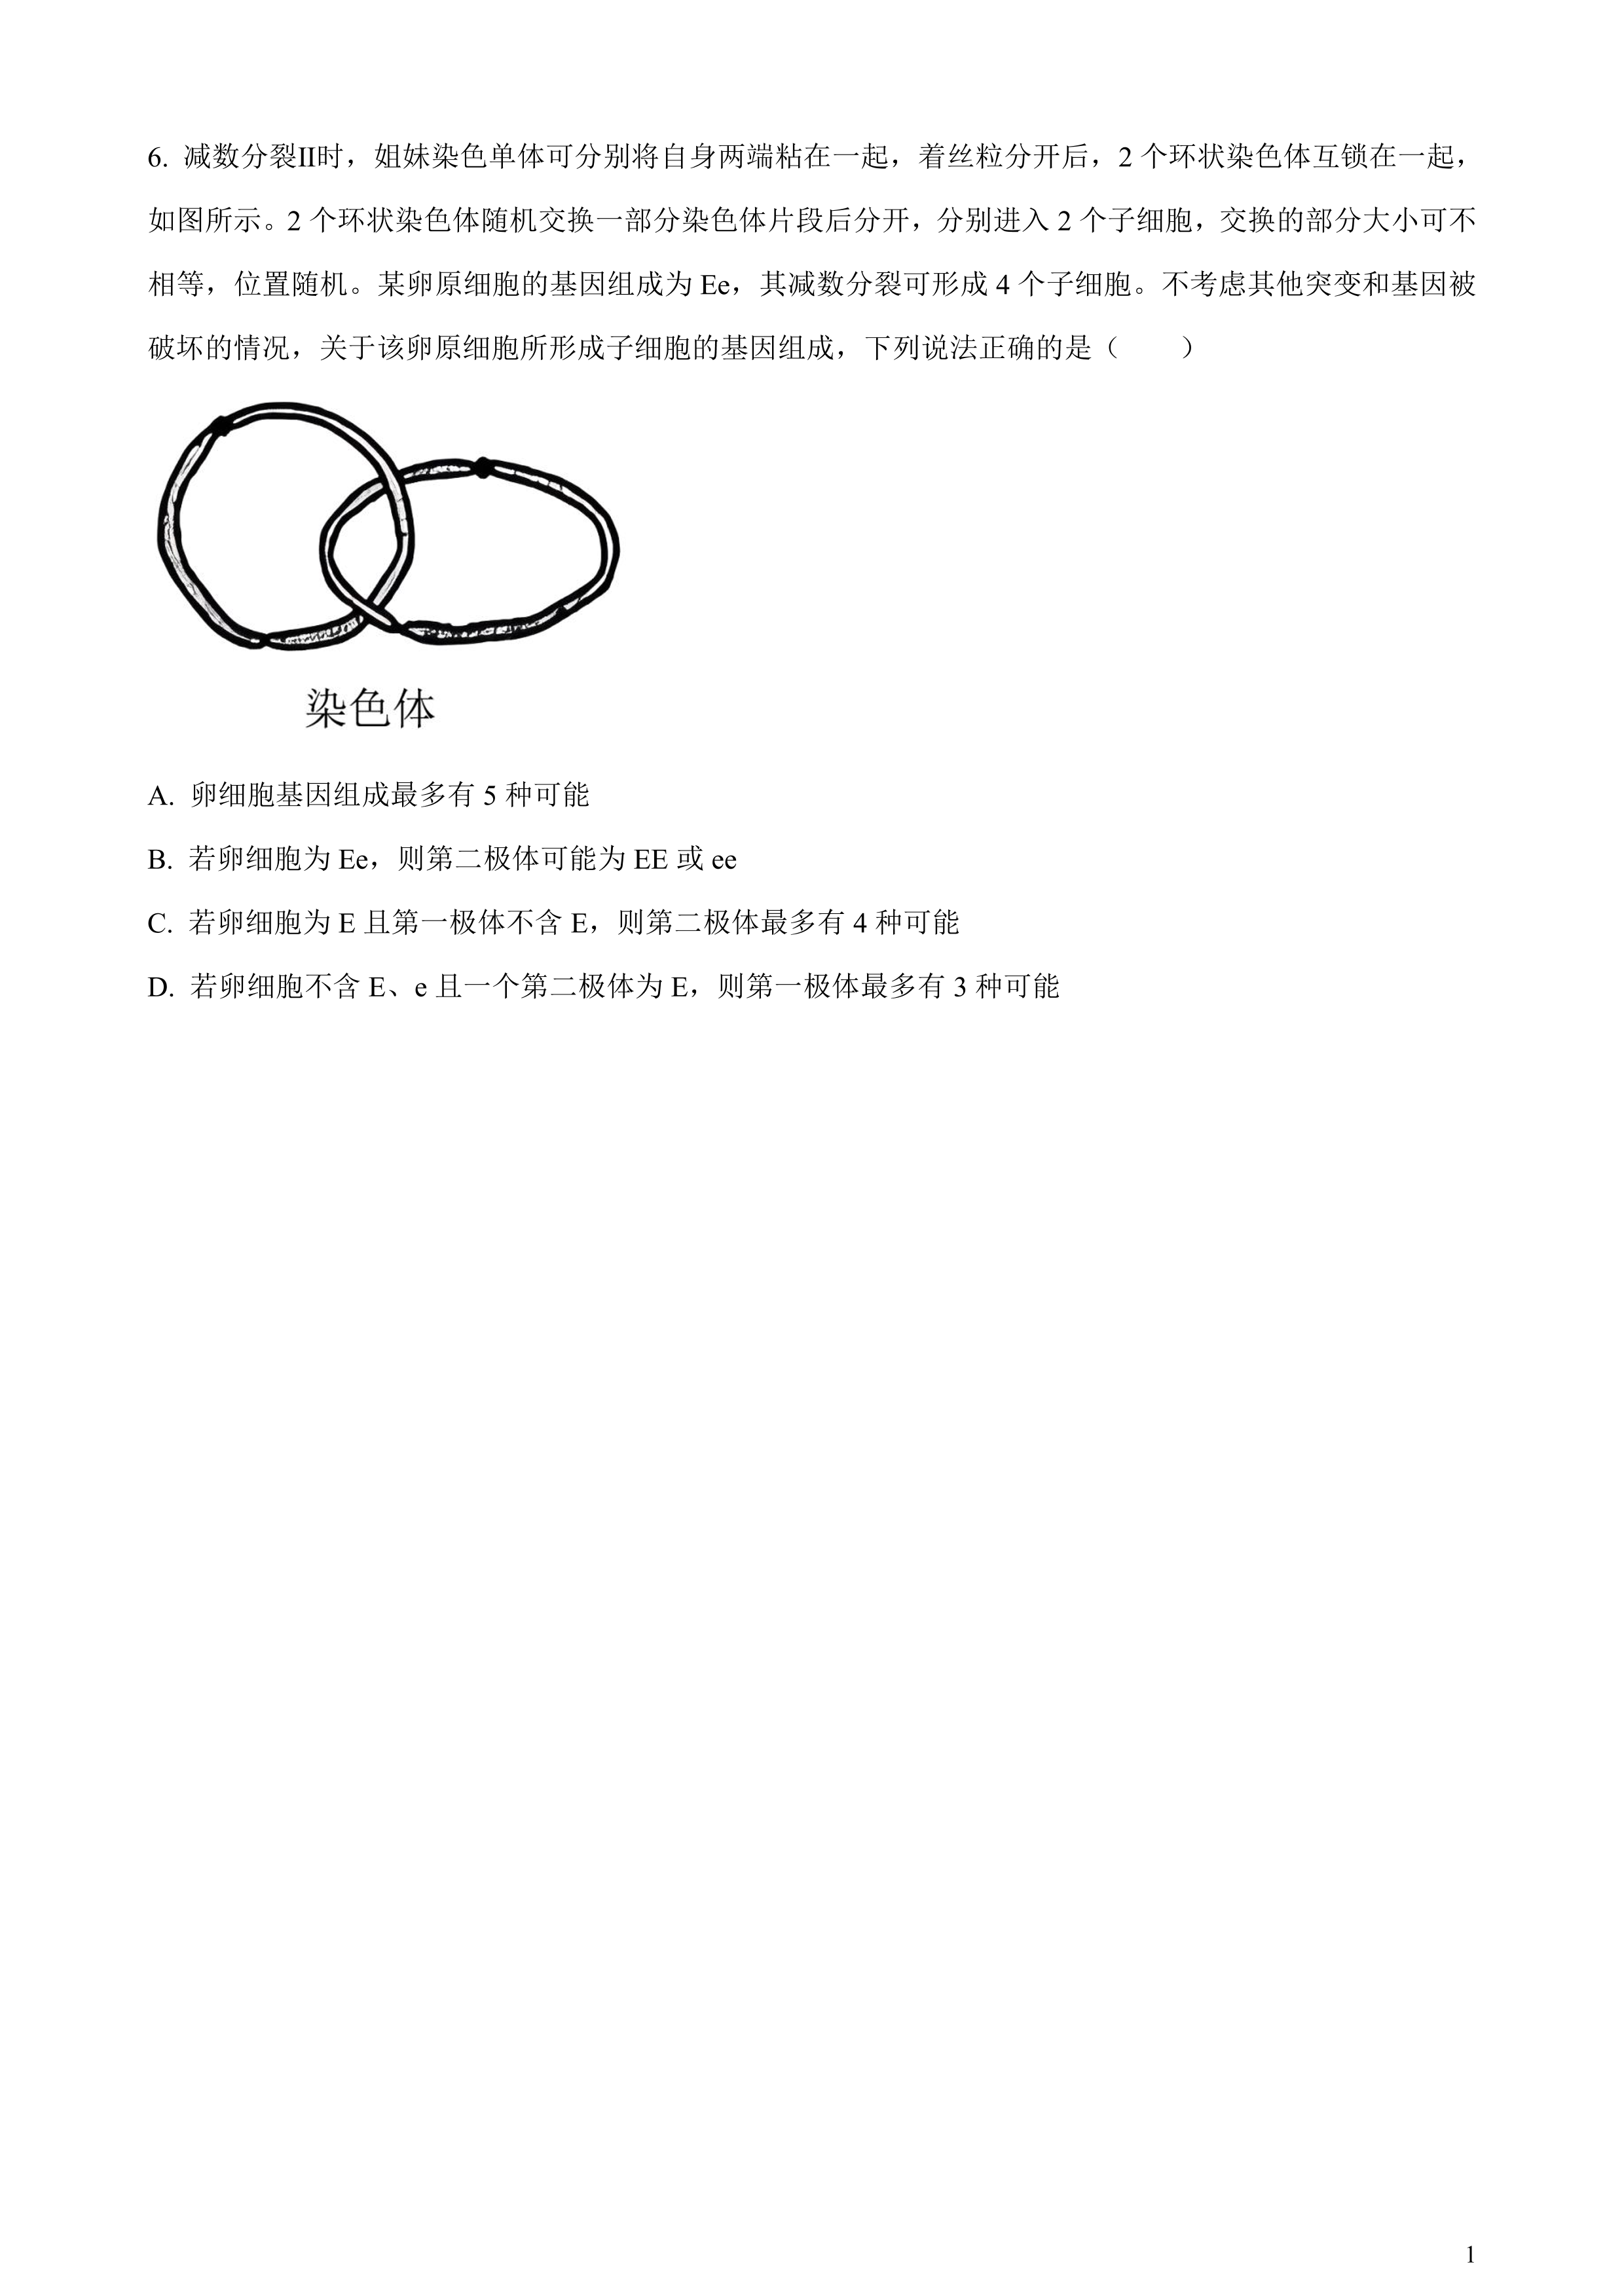 6. 减数分裂Ⅱ时，姐妹染色单体可分别将自身两端粘在一起，着丝粒分开后，2 个环状染色体互锁在一起，
如图所示。2 个环状染色体随机交换一部分染色体片段后分开，分别进入 2 个子细胞，交换的部分大小可不
相等，位置随机。某卵原细胞的基因组成为 Ee，其减数分裂可形成 4 个子细胞。不考虑其他突变和基因被
破坏的情况，关于该卵原细胞所形成子细胞的基因组成，下列说法正确的是（　　）
染色体
A. 卵细胞基因组成最多有 5 种可能
B. 若卵细胞为 Ee，则第二极体可能为 EE 或 ee
C. 若卵细胞为 E 且第一极体不含 E，则第二极体最多有 4 种可能
D. 若卵细胞不含 E、e 且一个第二极体为 E，则第一极体最多有 3 种可能
1